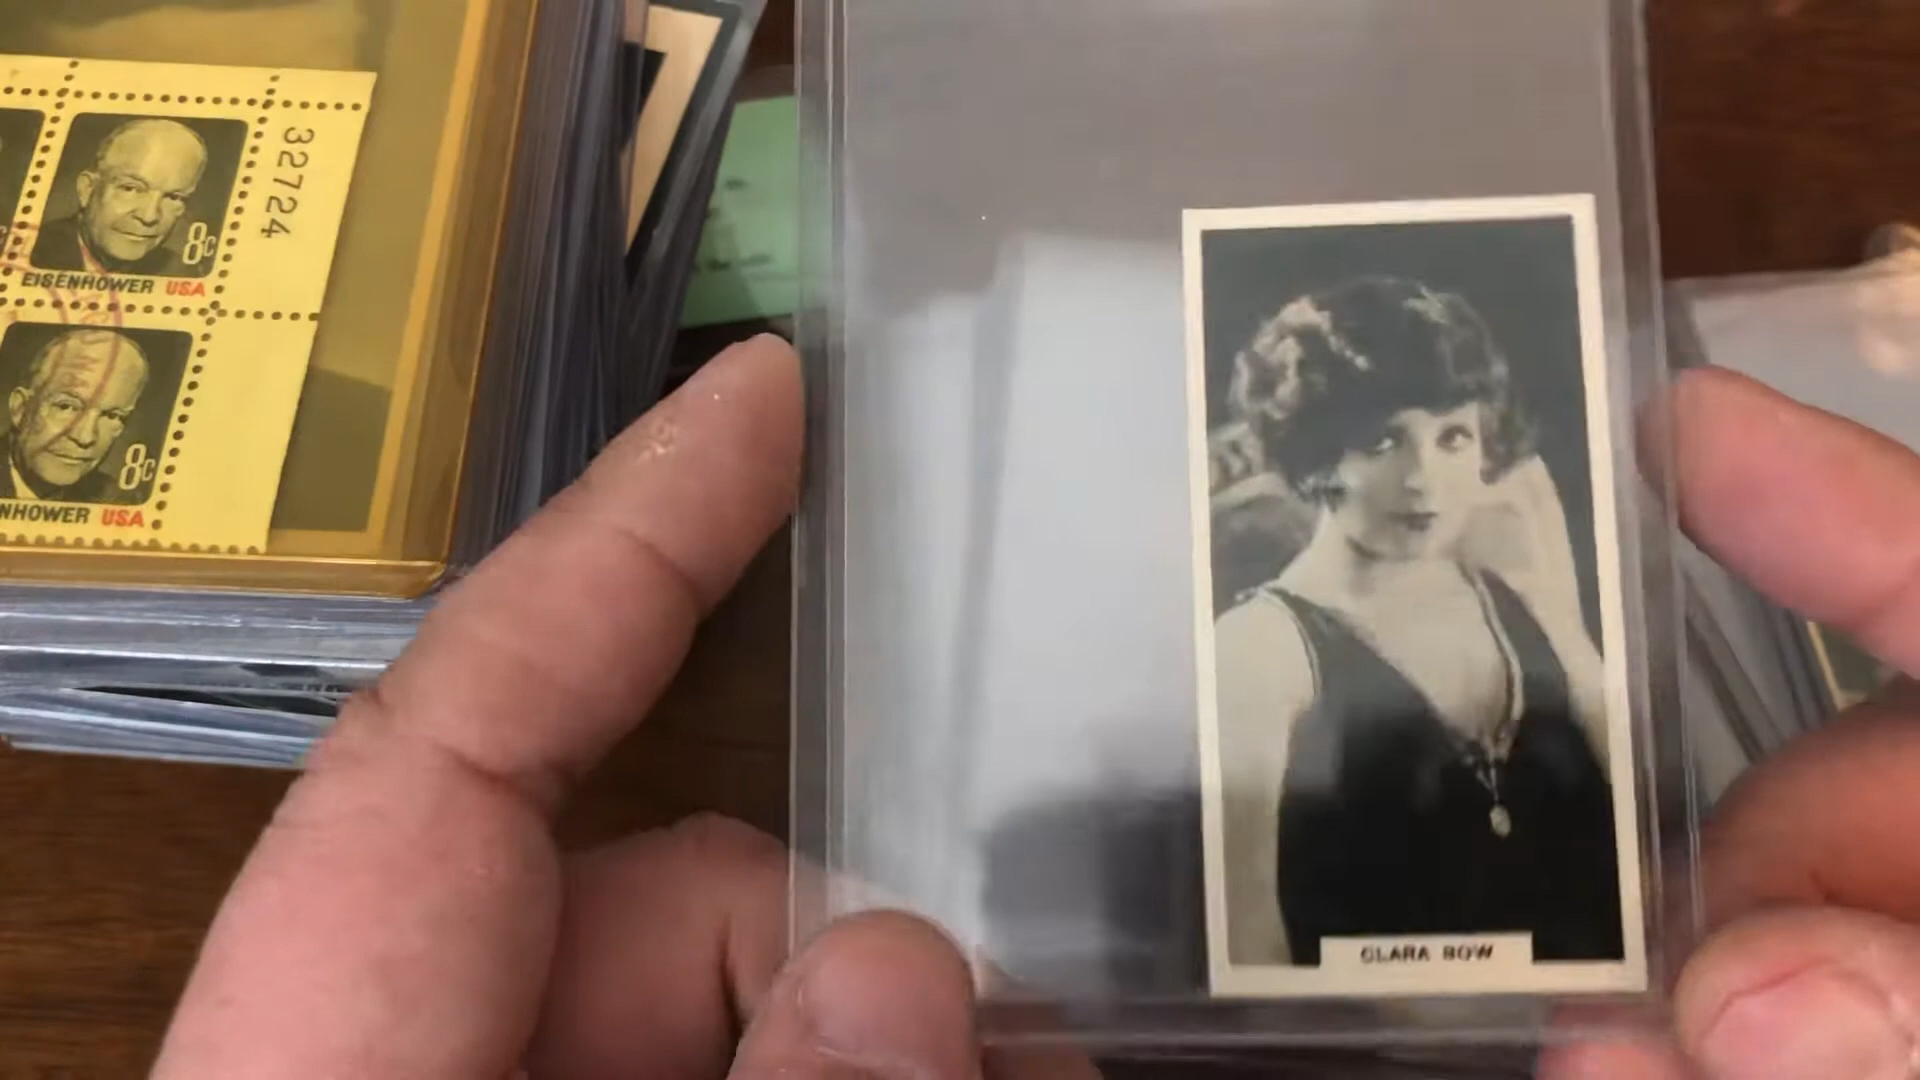 32724
8c
EISENHOWER USA
8c
NHOWER USA
CLARA BOW